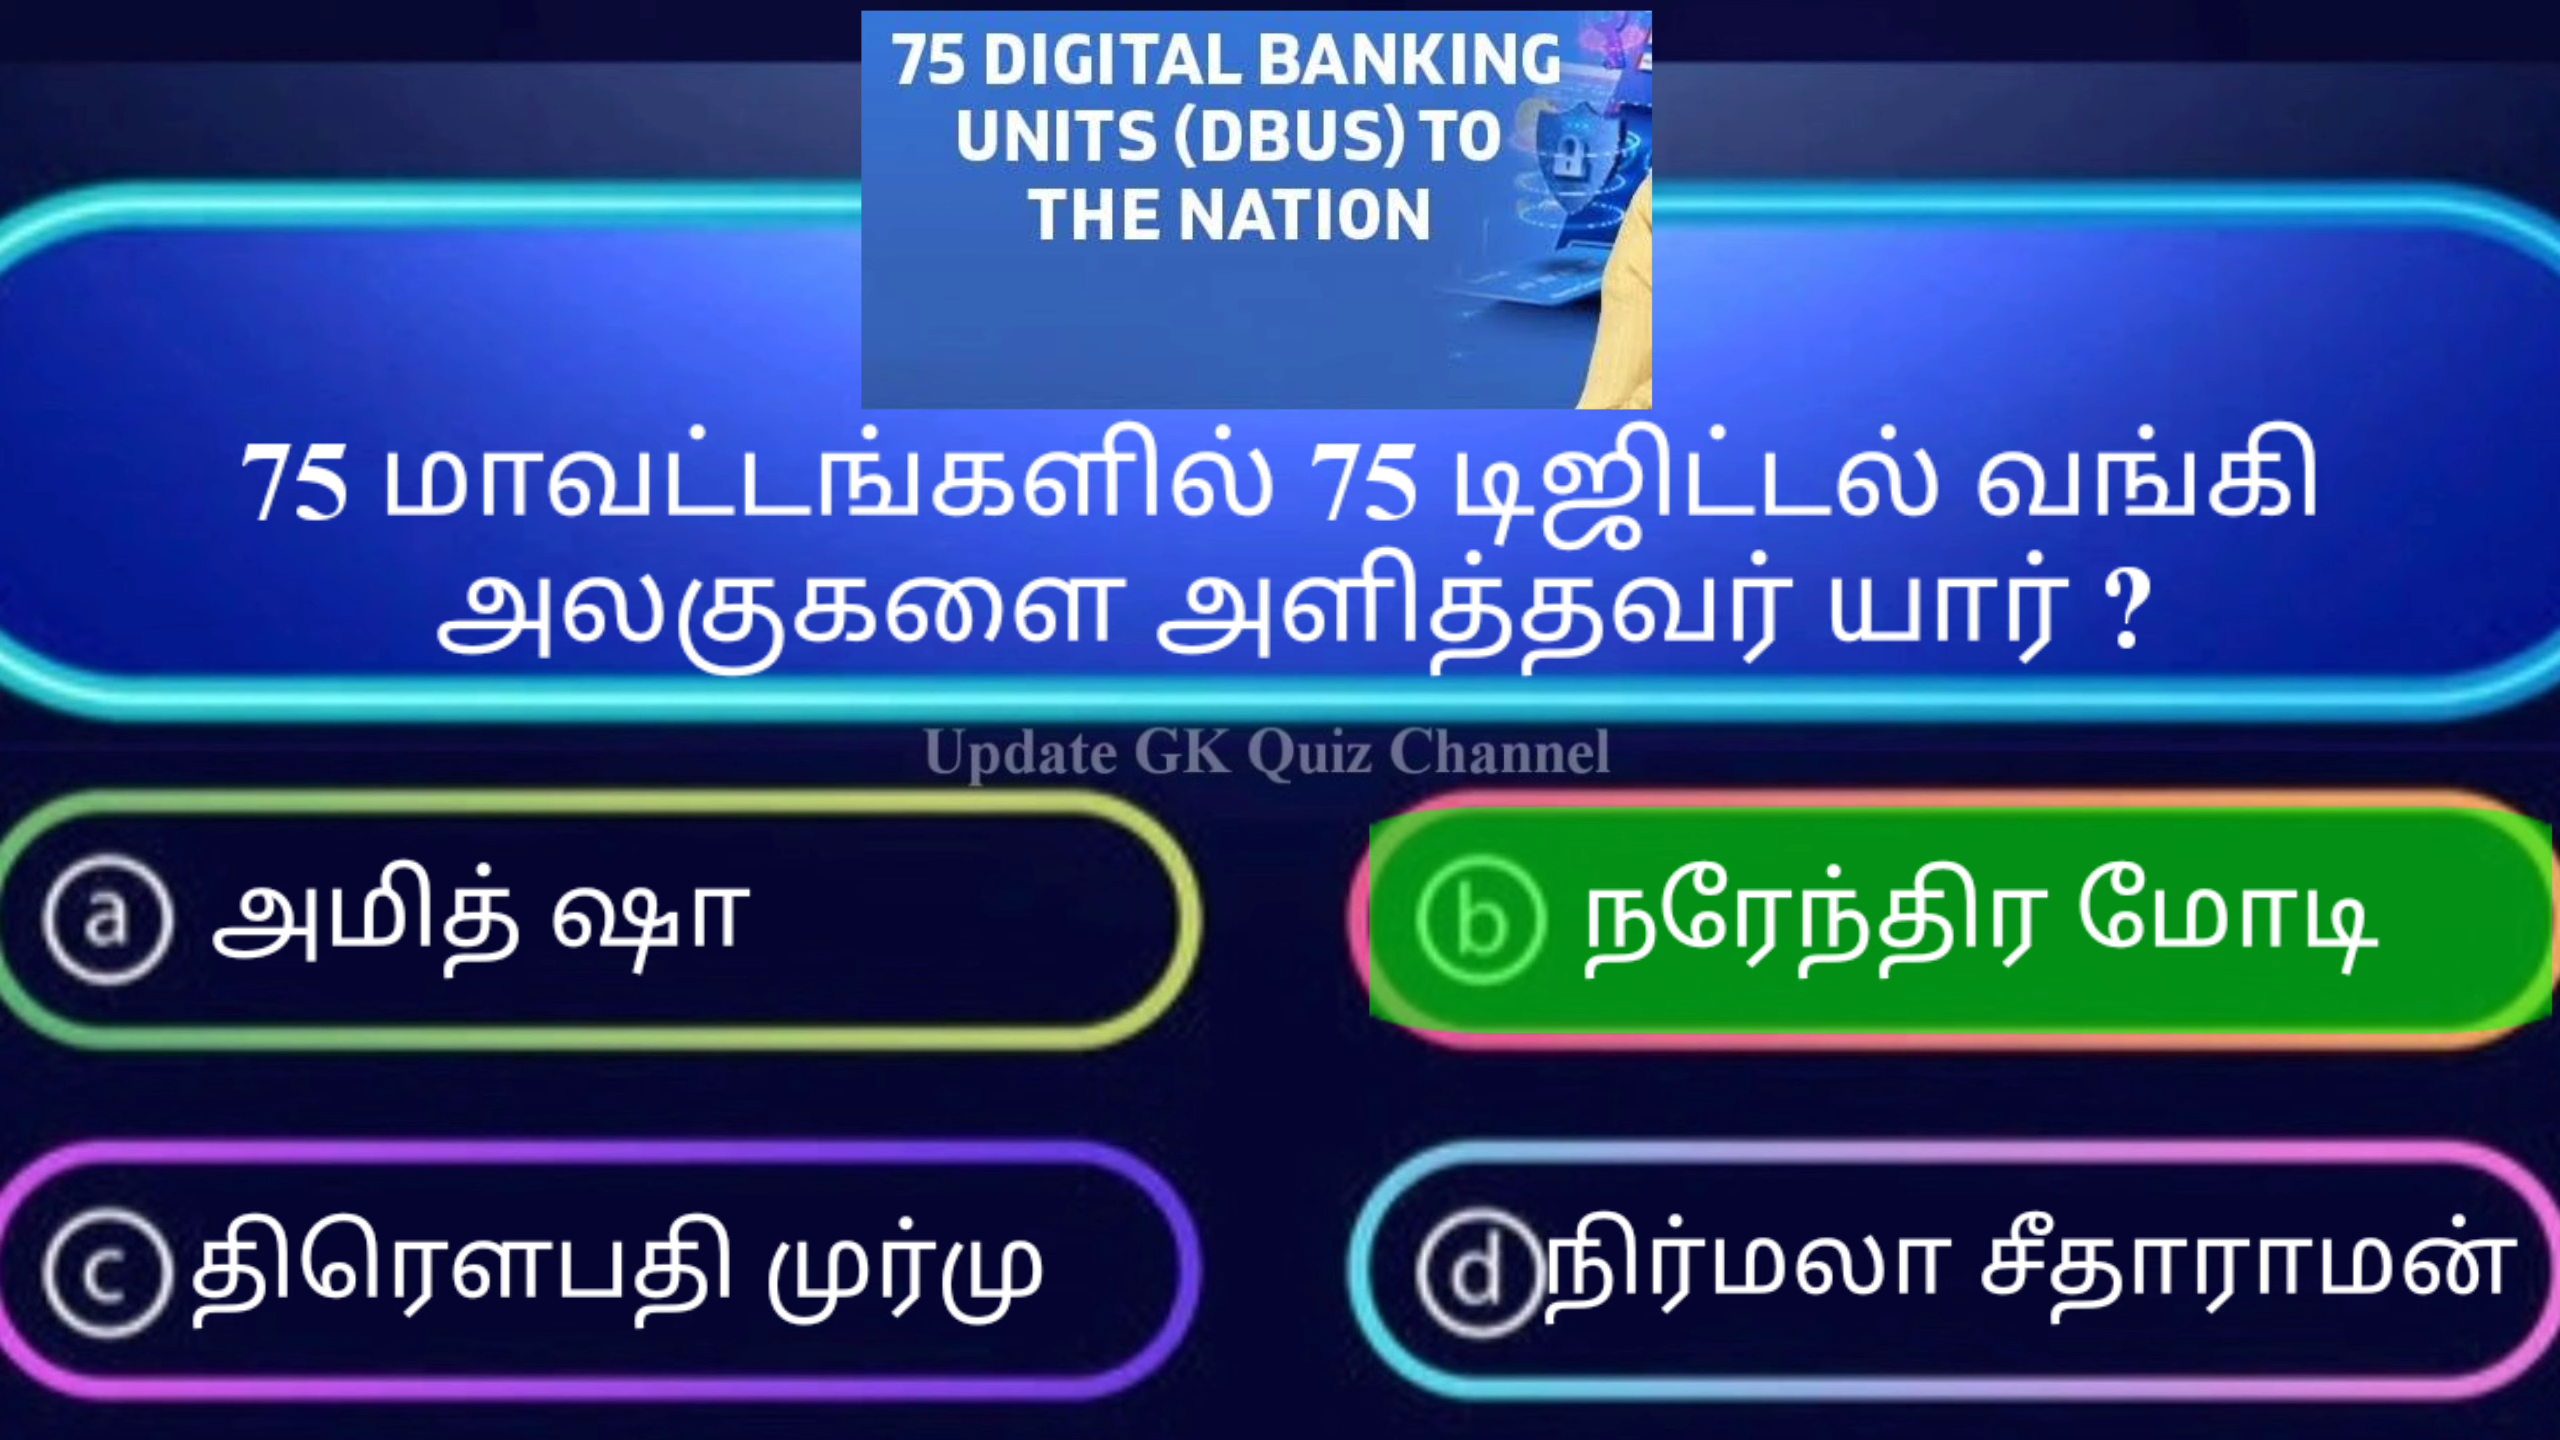 75 DIGITAL BANKING
UNITS (DBUS) TO
THE NATION
75 மாவட்டங்களில் 75 டிஜிட்டல் வங்கி
அலகுகளை அளித்தவர் யார் ?
Update GK Quiz Channel
a அமித் ஷா
b நரேந்திர மோடி
c திரௌபதி முர்மு
d நிர்மலா சீதாராமன்